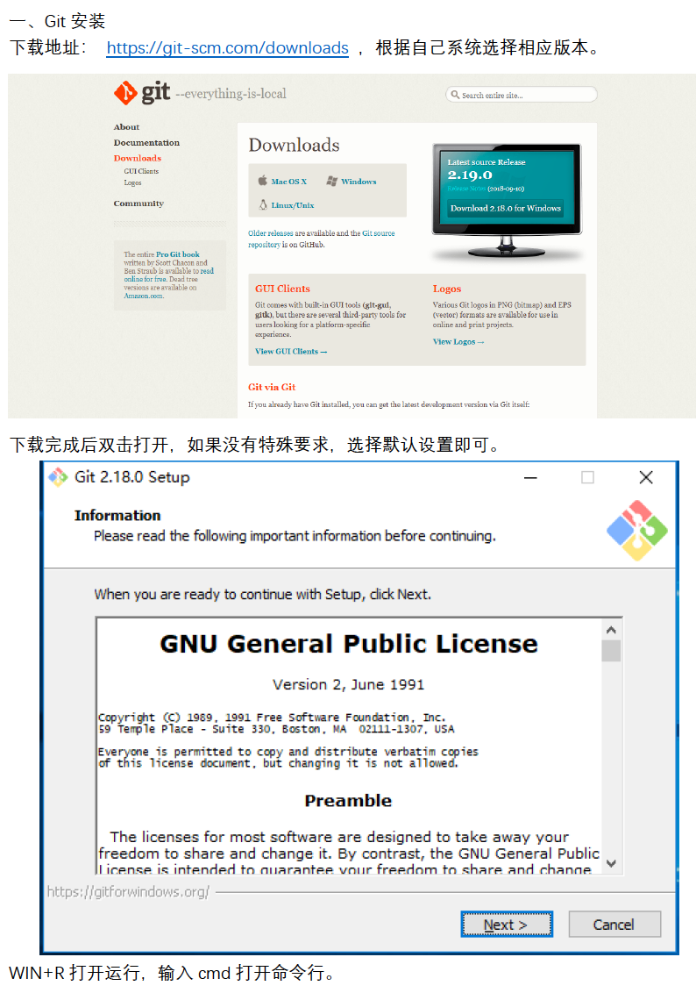 一、Git 安装
下载地址： https://git-scm.com/downloads ，根据自己系统选择相应版本。
git --everything-is-local
Search entire site...
About
Documentation
Downloads
GUI Clients
Logos
Community
The entire Pro Git book
written by Scott Chacon and
Ben Straub is available to read
online for free. Dead tree
versions are available on
Amazon.com.
Downloads
Mac OS X
Windows
Linux/Unix
Older releases are available and the Git source
repository is on GitHub.
Latest source Release
2.19.0
Release Notes (2018-09-10)
Download 2.18.0 for Windows
GUI Clients
Git comes with built-in GUI tools (git-gui,
gitk), but there are several third-party tools for
users looking for a platform-specific
experience.
View GUI Clients →
Logos
Various Git logos in PNG (bitmap) and EPS
(vector) formats are available for use in
online and print projects.
View Logos →
Git via Git
If you already have Git installed, you can get the latest development version via Git itself:
下载完成后双击打开，如果没有特殊要求，选择默认设置即可。
Git 2.18.0 Setup
Information
Please read the following important information before continuing.
When you are ready to continue with Setup, click Next.
GNU General Public License
Version 2, June 1991
Copyright (C) 1989, 1991 Free Software Foundation, Inc.
59 Temple Place - Suite 330, Boston, MA  02111-1307, USA
Everyone is permitted to copy and distribute verbatim copies
of this license document, but changing it is not allowed.
Preamble
The licenses for most software are designed to take away your
freedom to share and change it. By contrast, the GNU General Public
License is intended to guarantee your freedom to share and change
https://gitforwindows.org/
Next >
Cancel
WIN+R 打开运行，输入 cmd 打开命令行。